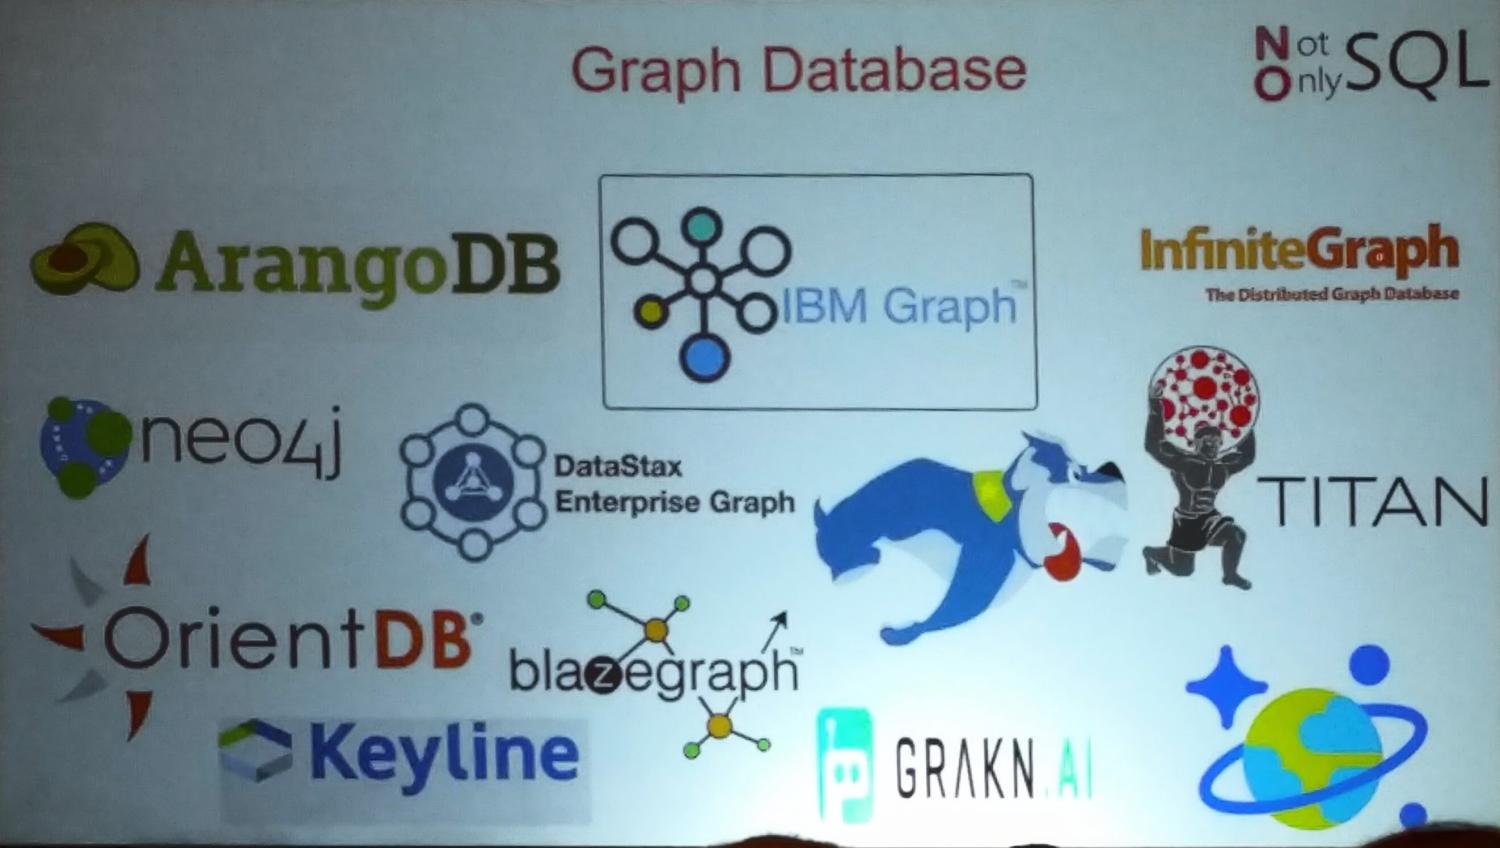 Graph Database
Not Only SQL
ArangoDB
IBM Graph™
InfiniteGraph
The Distributed Graph Database
neo4j
DataStax
Enterprise Graph
TITAN
OrientDB®
blazegraph™
Keyline
GRAKN.AI